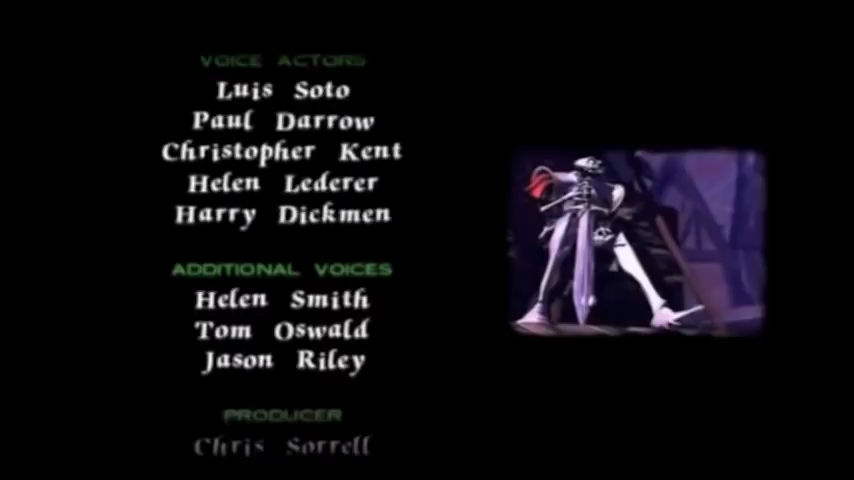 VOICE ACTORS
Luis Soto
Paul Darrow
Christopher Kent
Helen Lederer
Harry Dickmen
ADDITIONAL VOICES
Helen Smith
Tom Oswald
Jason Riley
PRODUCER
Chris Sorrell